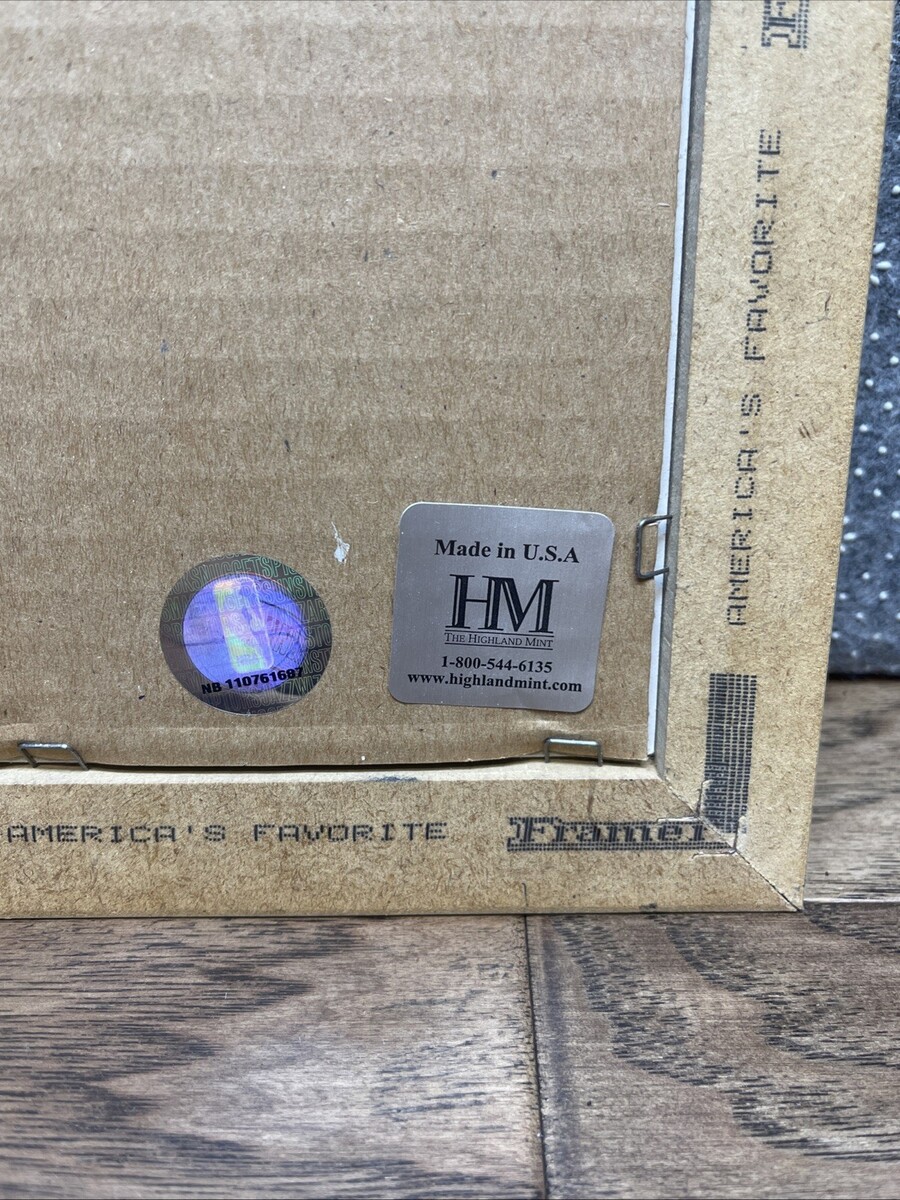 Made in U.S.A
HM
THE HIGHLAND MINT
1-800-544-6135
www.highlandmint.com
NB 110761697
AMERICA'S FAVORITE
AMERICA'S FAVORITE Framer